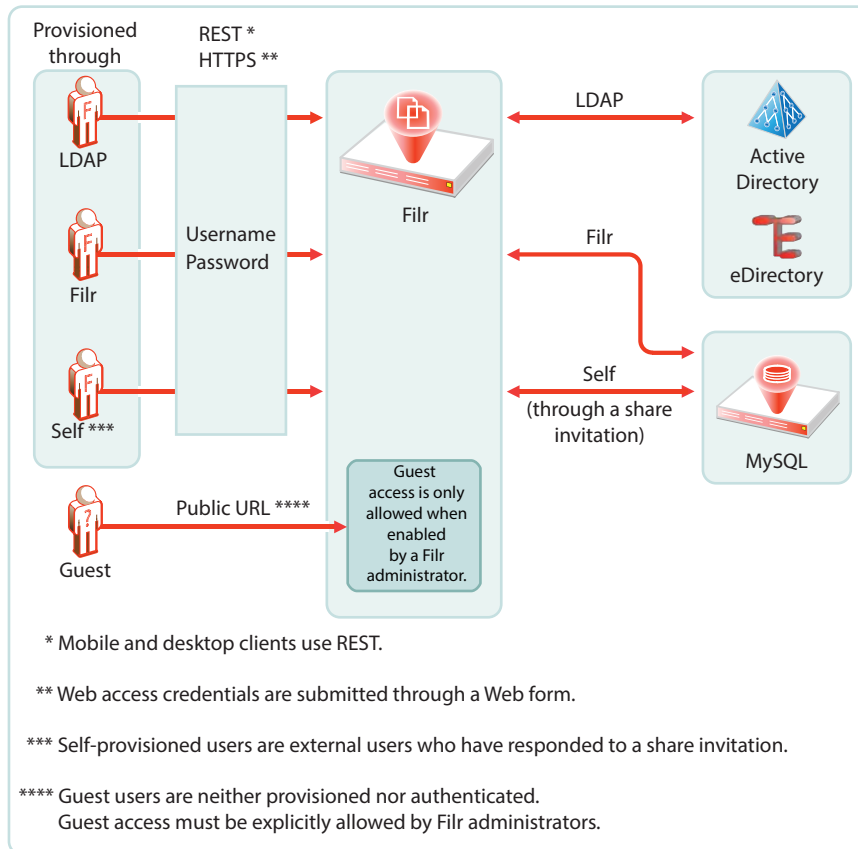 Provisioned
through
REST *
HTTPS **
LDAP
Filr
Self ***
Username
Password
Filr
LDAP
Filr
Self
(through a share
invitation)
Active
Directory
eDirectory
MySQL
Guest
Public URL ****
Guest
access is only
allowed when
enabled
by a Filr
administrator.
* Mobile and desktop clients use REST.
** Web access credentials are submitted through a Web form.
*** Self-provisioned users are external users who have responded to a share invitation.
**** Guest users are neither provisioned nor authenticated.
Guest access must be explicitly allowed by Filr administrators.